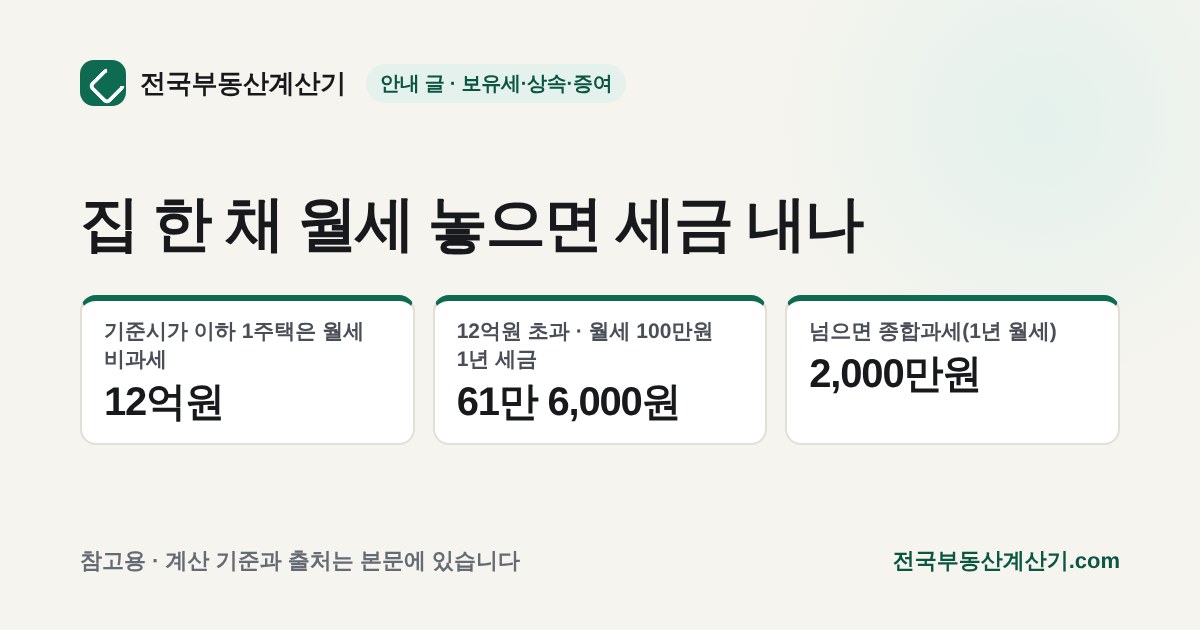 전국부동산계산기
안내 글 · 보유세·상속·증여
집 한 채 월세 놓으면 세금 내나
기준시가 이하 1주택은 월세
비과세
12억원
12억원 초과 · 월세 100만원
1년 세금
61만 6,000원
넘으면 종합과세(1년 월세)
2,000만원
참고용 · 계산 기준과 출처는 본문에 있습니다
전국부동산계산기.com